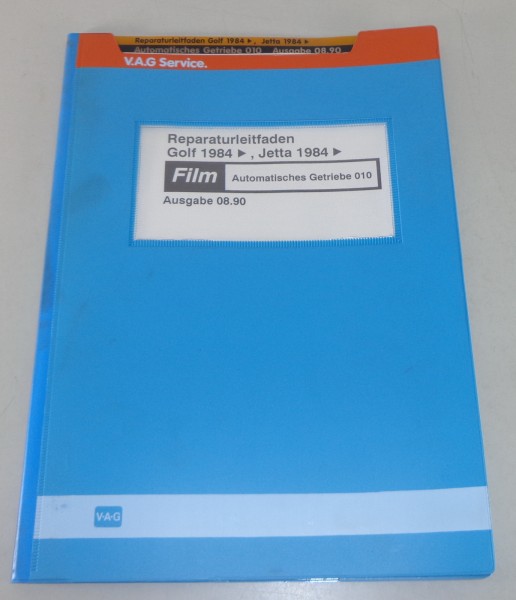 Reparaturleitfaden Golf 1984 ▶, Jetta 1984 ▶
Automatisches Getriebe 010 Ausgabe 08.90
V.A.G Service.
Reparaturleitfaden
Golf 1984 ▶ , Jetta 1984 ▶
Film Automatisches Getriebe 010
Ausgabe 08.90
V·A·G